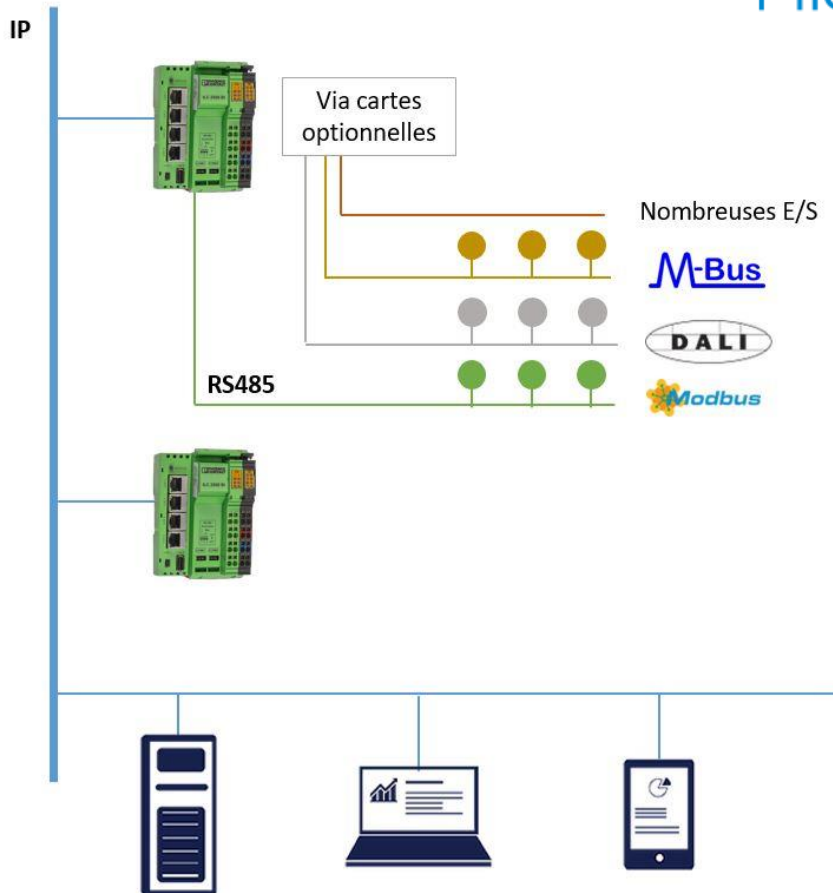 IP
Via cartes
optionnelles
Nombreuses E/S
M-Bus
DALI
RS485
Modbus